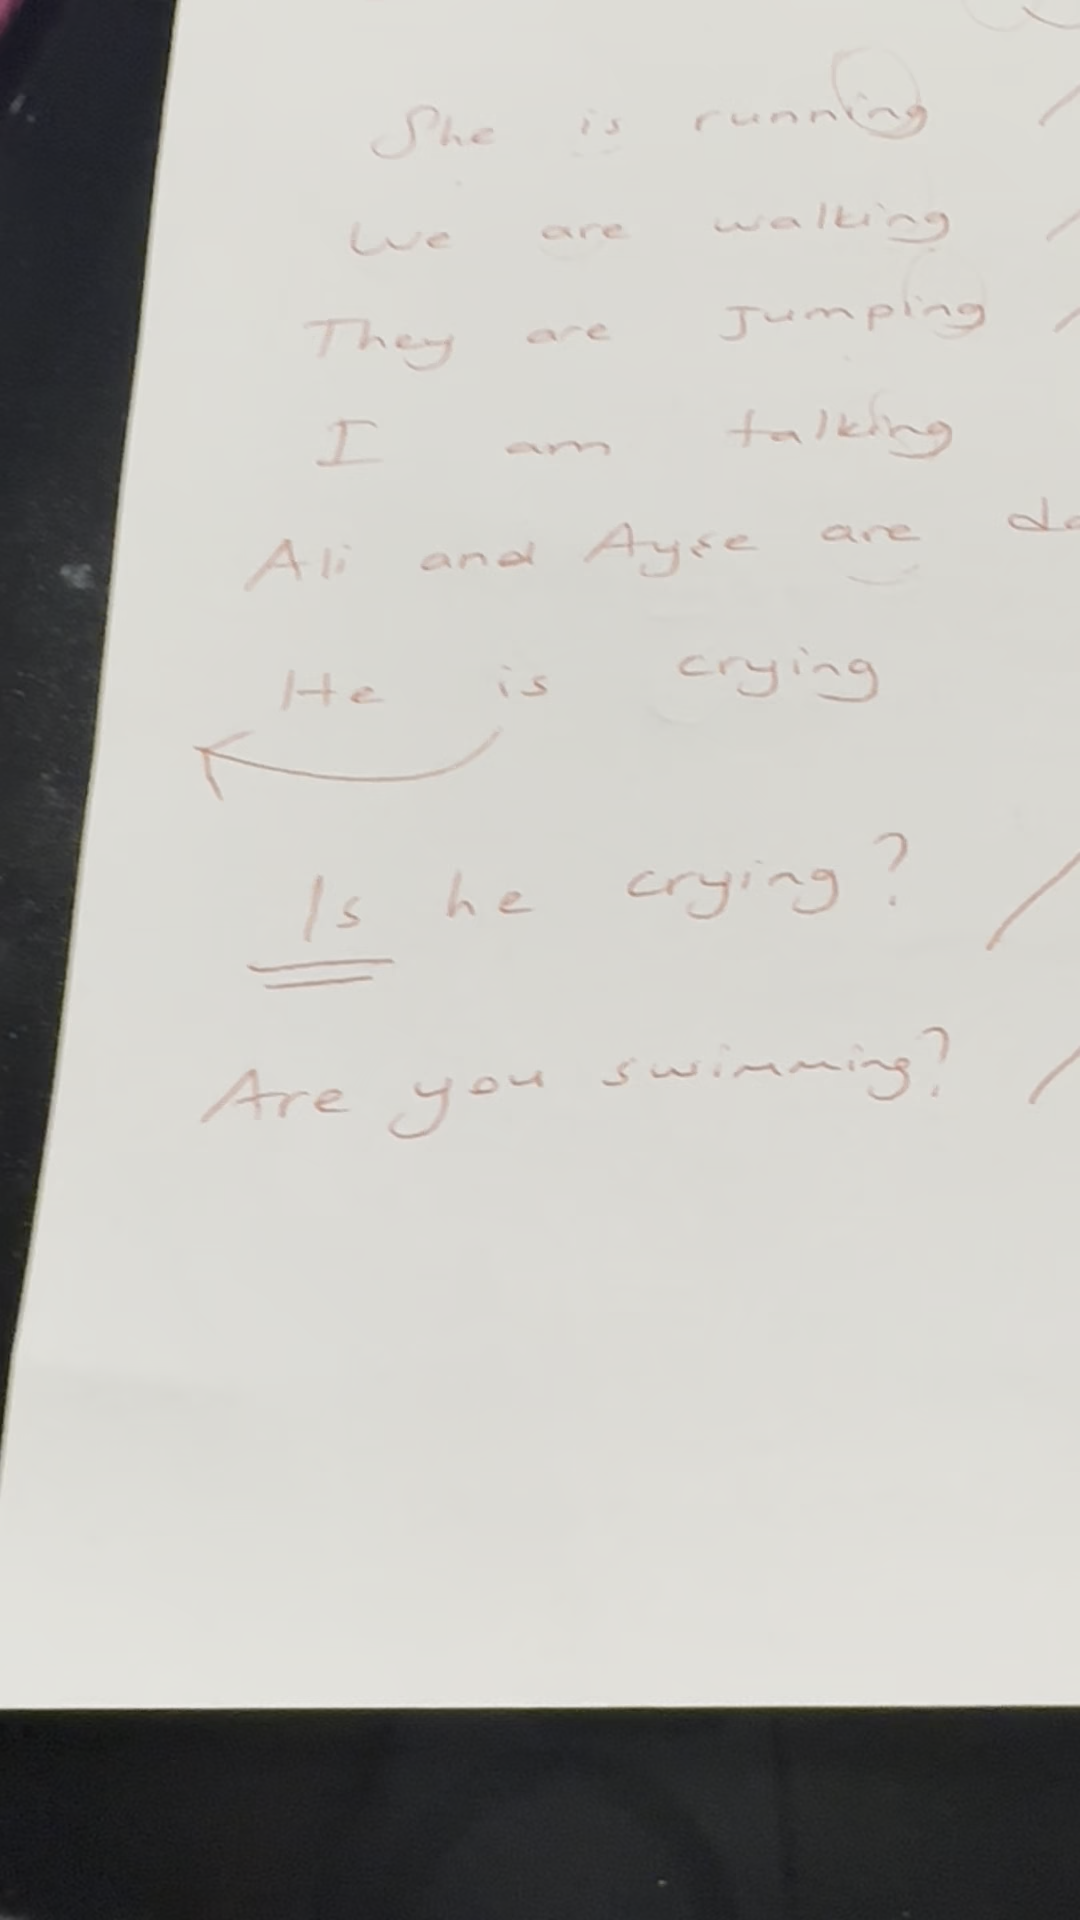 She is running
We are walking
They are Jumping
I am talking
Ali and Ayse are
He is crying
Is he crying?
Are you swimming?